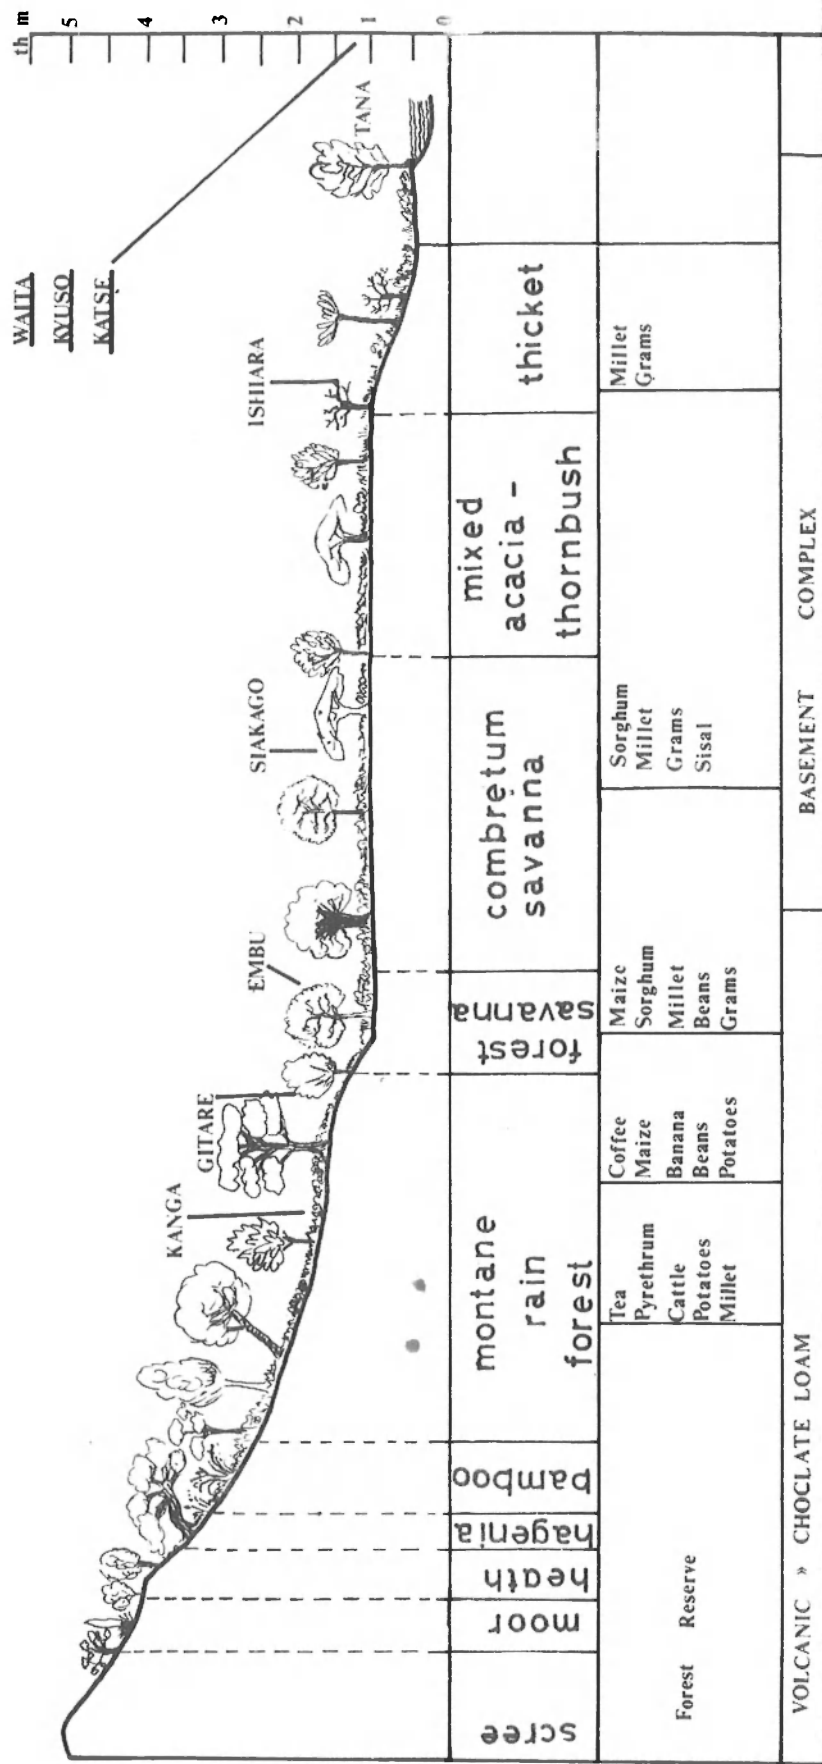 th m
5
4
3
2
1
0
WAITA
KYUSO
KATSE
KANGA
GITARE
EMBU
SIAKAGO
ISHIARA
TANA
scree
moor
heath
hagenia
bamboo
montane
rain
forest
forest
savanna
combretum
savanna
mixed
acacia -
thornbush
thicket
Forest Reserve
Tea
Pyrethrum
Cattle
Potatoes
Millet
Coffee
Maize
Banana
Beans
Potatoes
Maize
Sorghum
Millet
Beans
Grams
Sorghum
Millet
Grams
Sisal
Millet
Grams
VOLCANIC » CHOCLATE LOAM
BASEMENT COMPLEX